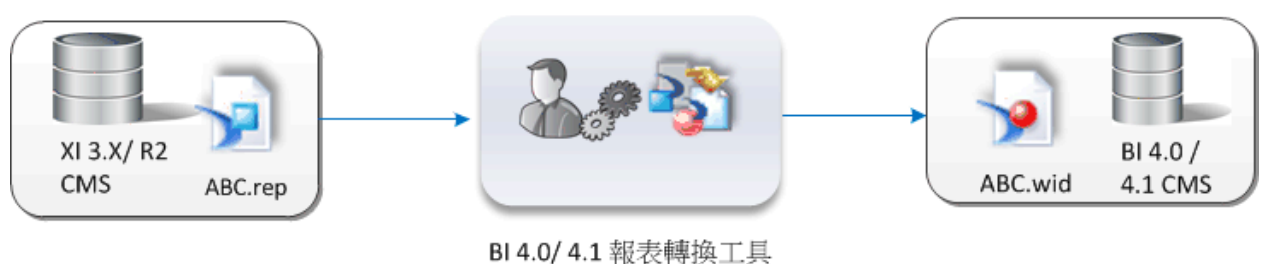 XI 3.X/ R2
CMS
ABC.rep
BI 4.0/ 4.1 報表轉換工具
ABC.wid
BI 4.0 /
4.1 CMS